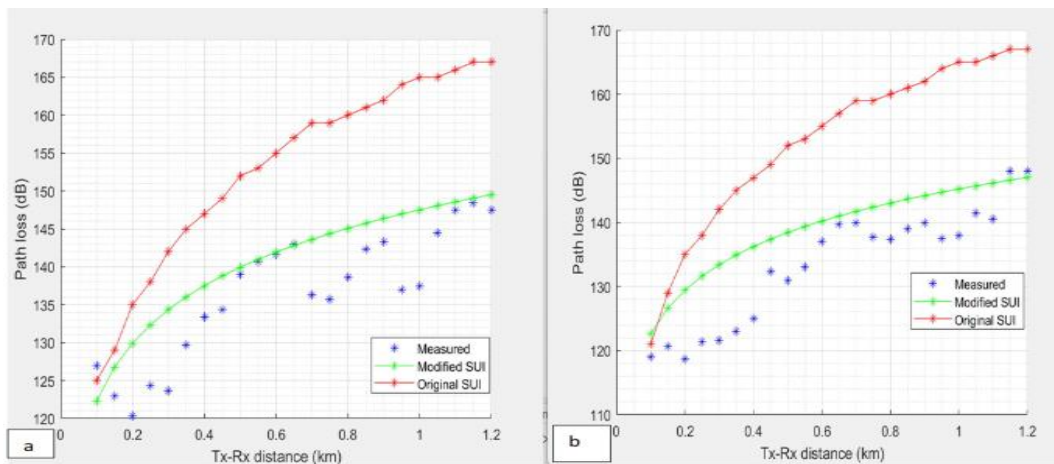 170
165
160
155
150
145
140
135
130
125
120
Path loss (dB)
0 0.2 0.4 0.6 0.8 1 1.2
Tx-Rx distance (km)
Measured
Modified SUI
Original SUI
a
170
160
150
140
130
120
110
Path loss (dB)
0 0.2 0.4 0.6 0.8 1 1.2
Tx-Rx distance (km)
Measured
Modified SUI
Original SUI
b